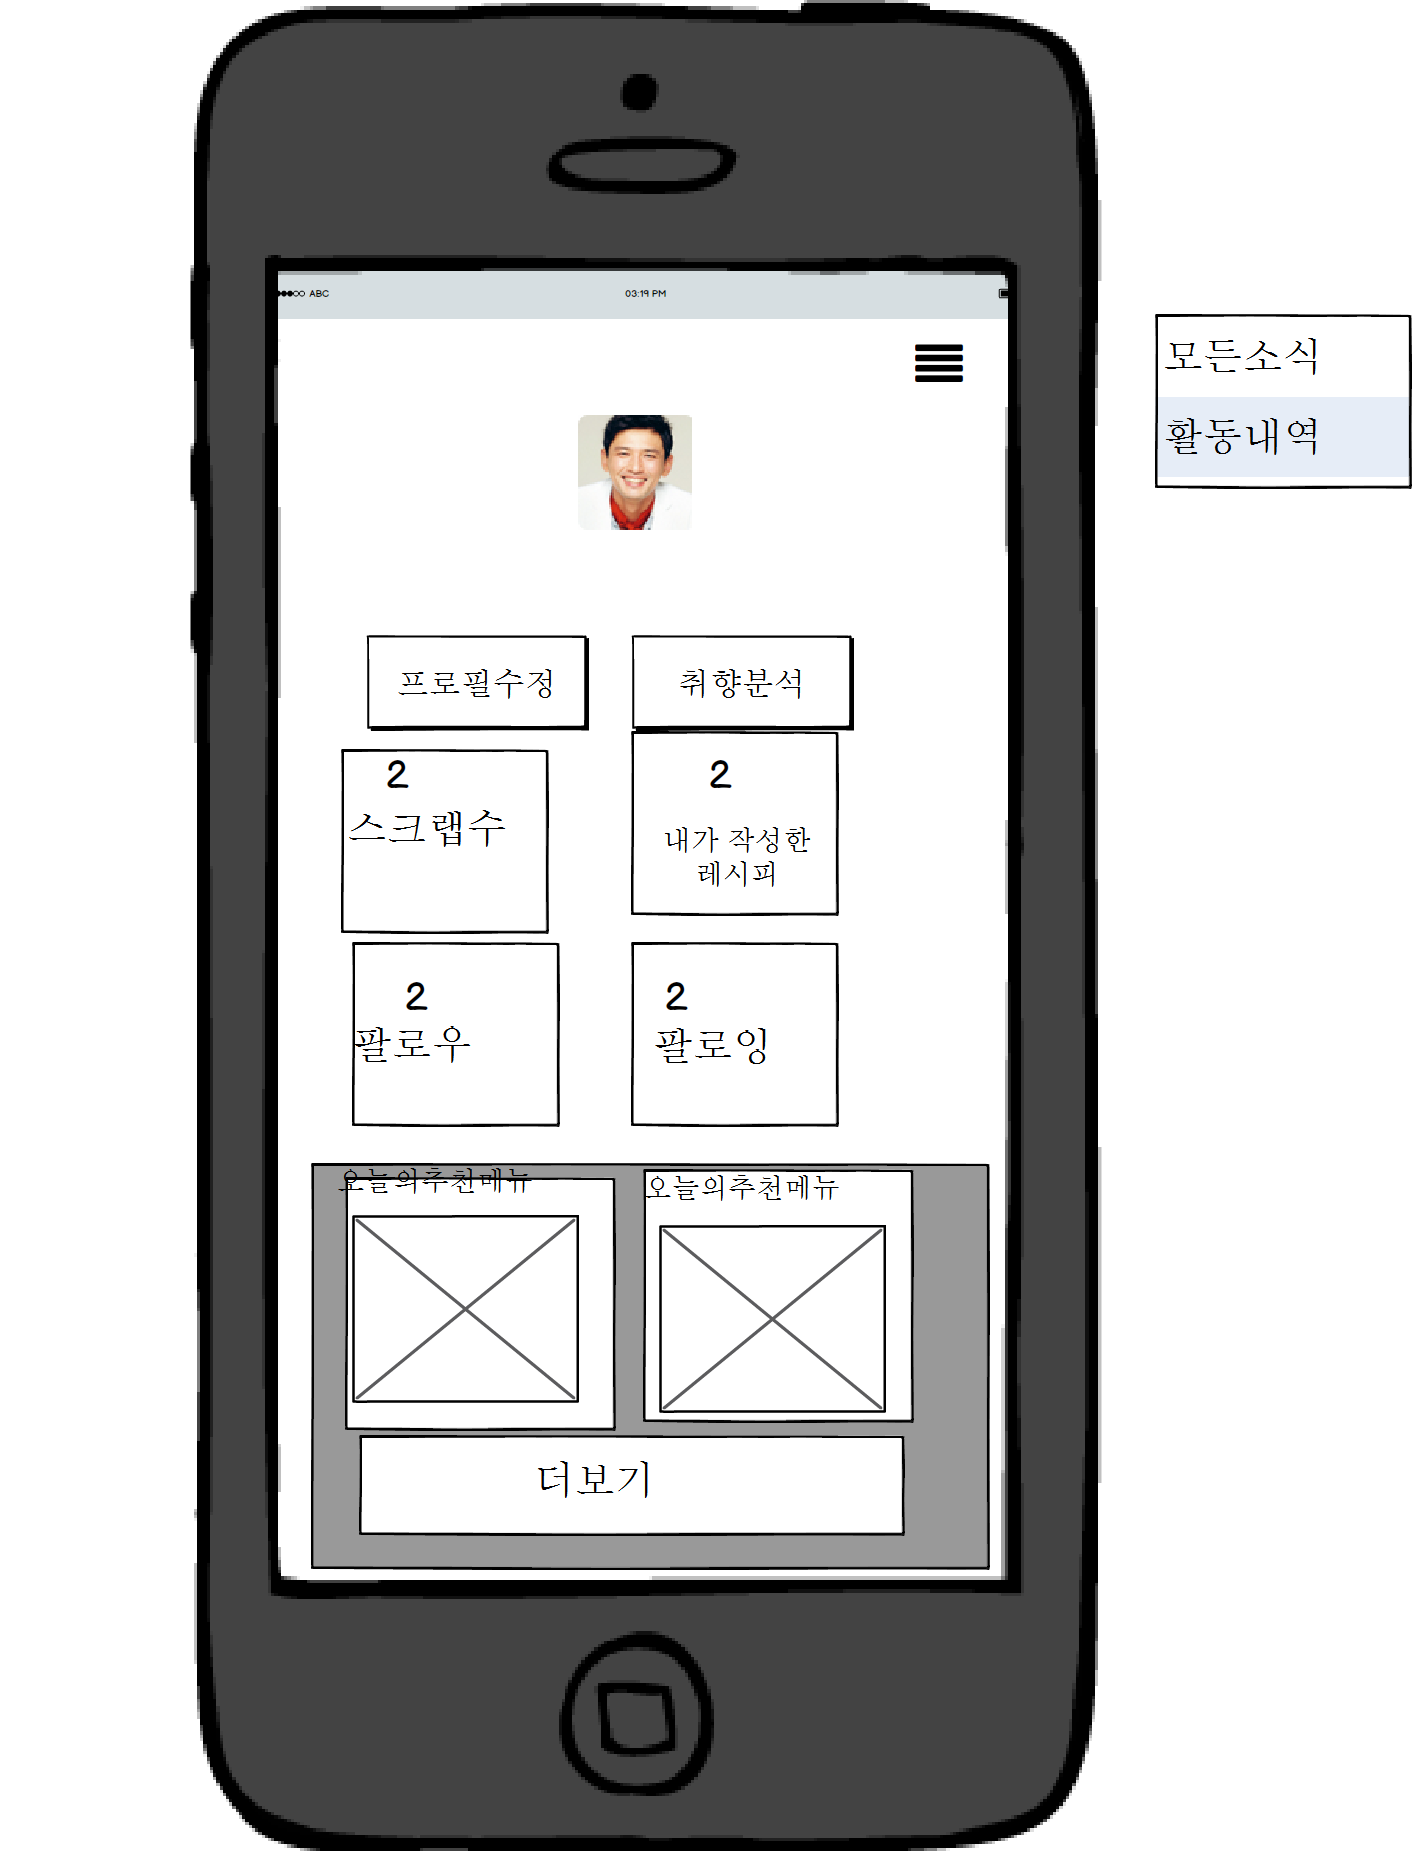 ABC 03:19 PM
모든소식
활동내역
프로필수정 취향분석
2
스크랩수
2
내가 작성한
레시피
2
팔로우
2
팔로잉
오늘의추천메뉴
오늘의추천메뉴
더보기